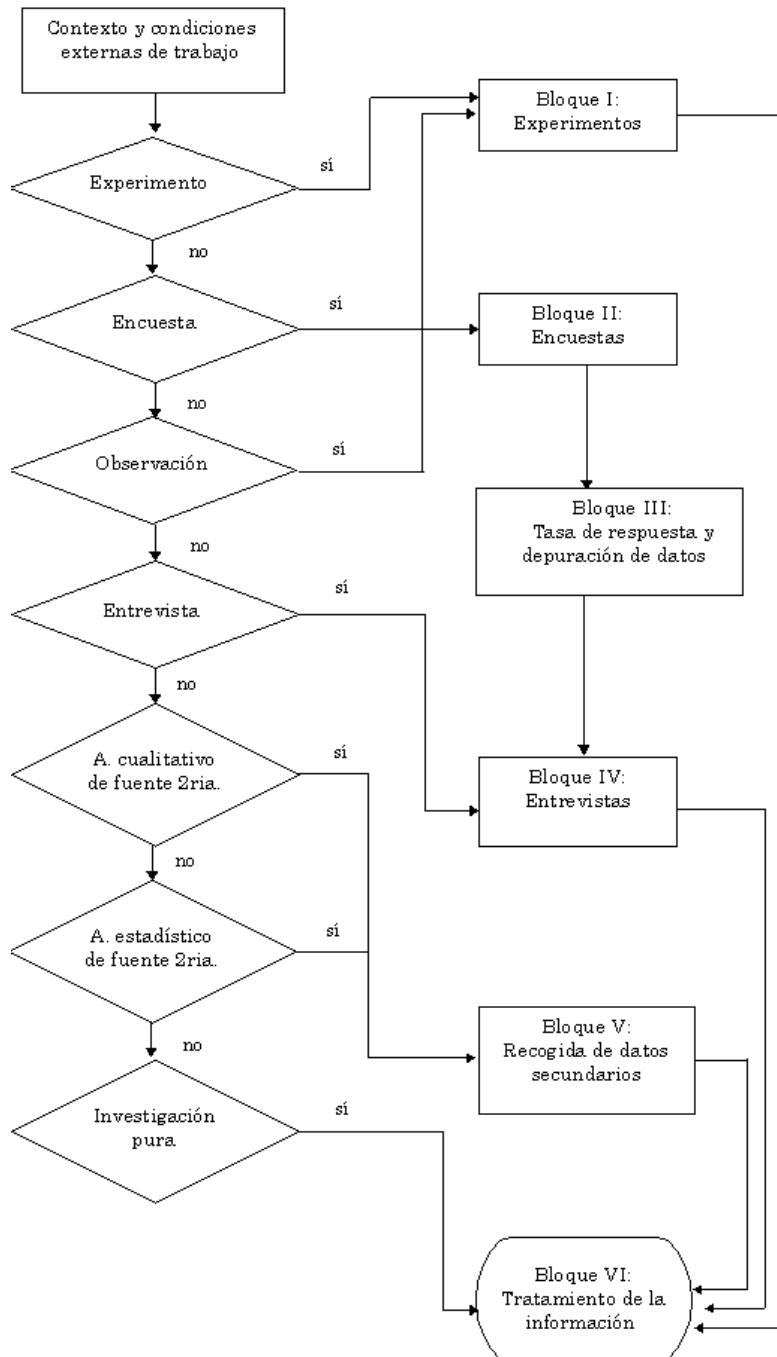 Contexto y condiciones
externas de trabajo
Bloque I:
Experimentos
sí
Experimento
no
sí
Encuesta
Bloque II:
Encuestas
no
sí
Observación
Bloque III:
Tasa de respuesta y
depuración de datos
no
sí
Entrevista
no
A. cualitativo
de fuente 2ria.
sí
Bloque IV:
Entrevistas
no
A. estadístico
de fuente 2ria.
sí
Bloque V:
Recogida de datos
secundarios
no
Investigación
pura
sí
Bloque VI:
Tratamiento de la
información